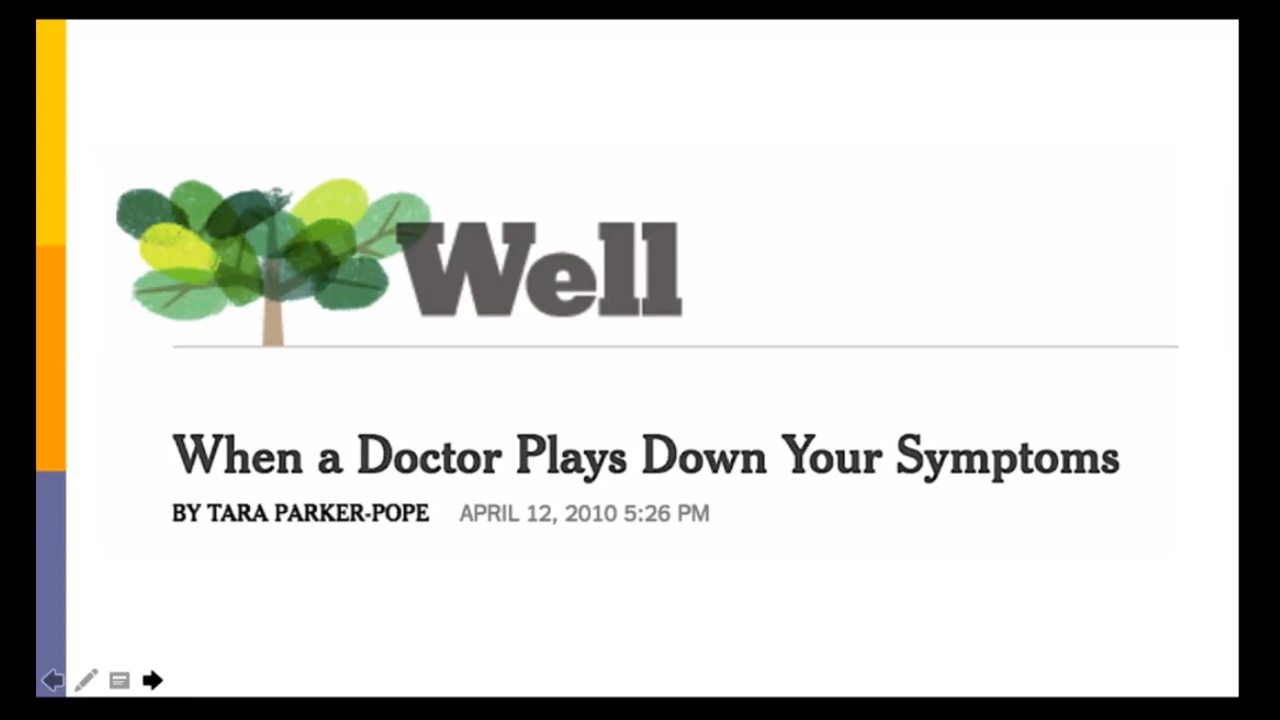 Well
When a Doctor Plays Down Your Symptoms
BY TARA PARKER-POPE APRIL 12, 2010 5:26 PM